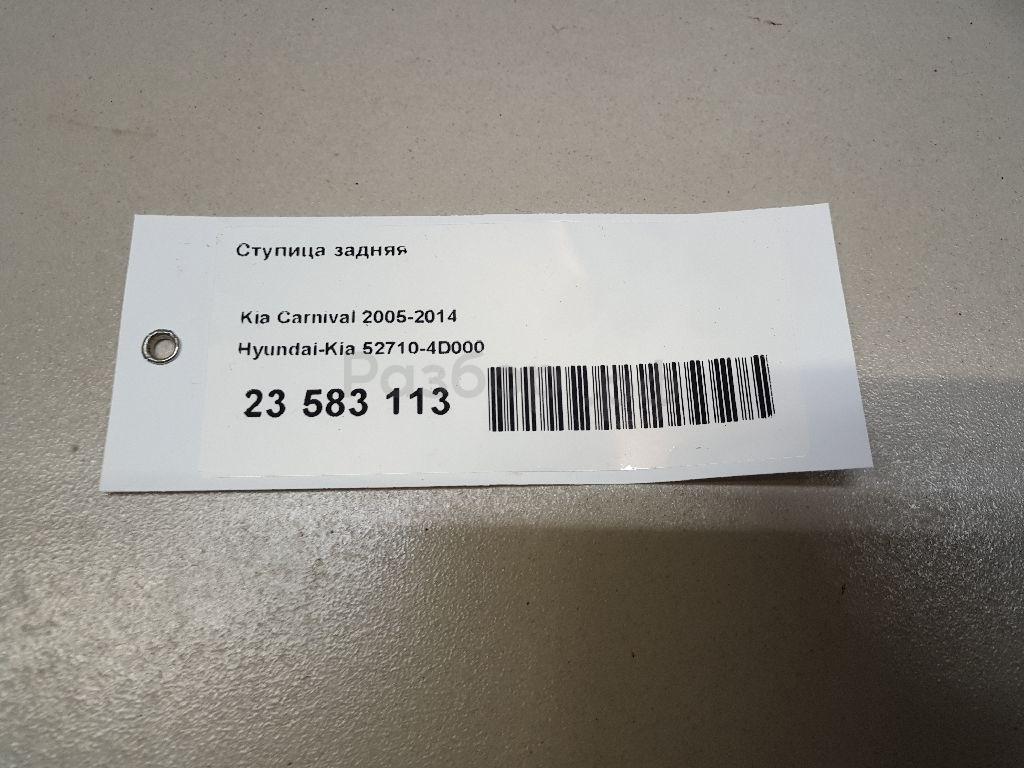 Ступица задняя
Kia Carnival 2005-2014
Hyundai-Kia 52710-4D000
23 583 113